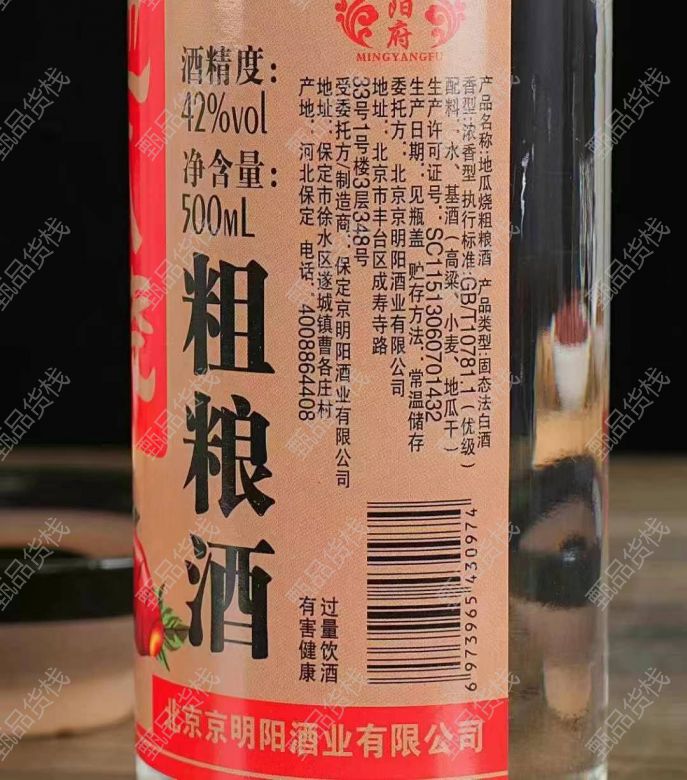 阳府
MINGYANGFU
酒精度：
42%vol
净含量：
500mL
粗粮酒
产品名称：地瓜烧粗粮酒 产品类型：固态法白酒
香型：浓香型 执行标准：GB/T10781.1（优级）
配料：水、基酒（高粱、小麦、地瓜干）
生产许可证号：SC11513060701432
生产日期：见瓶盖 贮存方法：常温储存
委托方：北京京明阳酒业有限公司
地址：北京市丰台区成寿寺路
33号1号楼3层348号
受委托方/制造商：保定京明阳酒业有限公司
地址：保定市徐水区遂城镇曹各庄村
产地：河北保定 电话：4008864408
过量饮酒
有害健康
6 973965 430974
北京京明阳酒业有限公司
甄品货栈